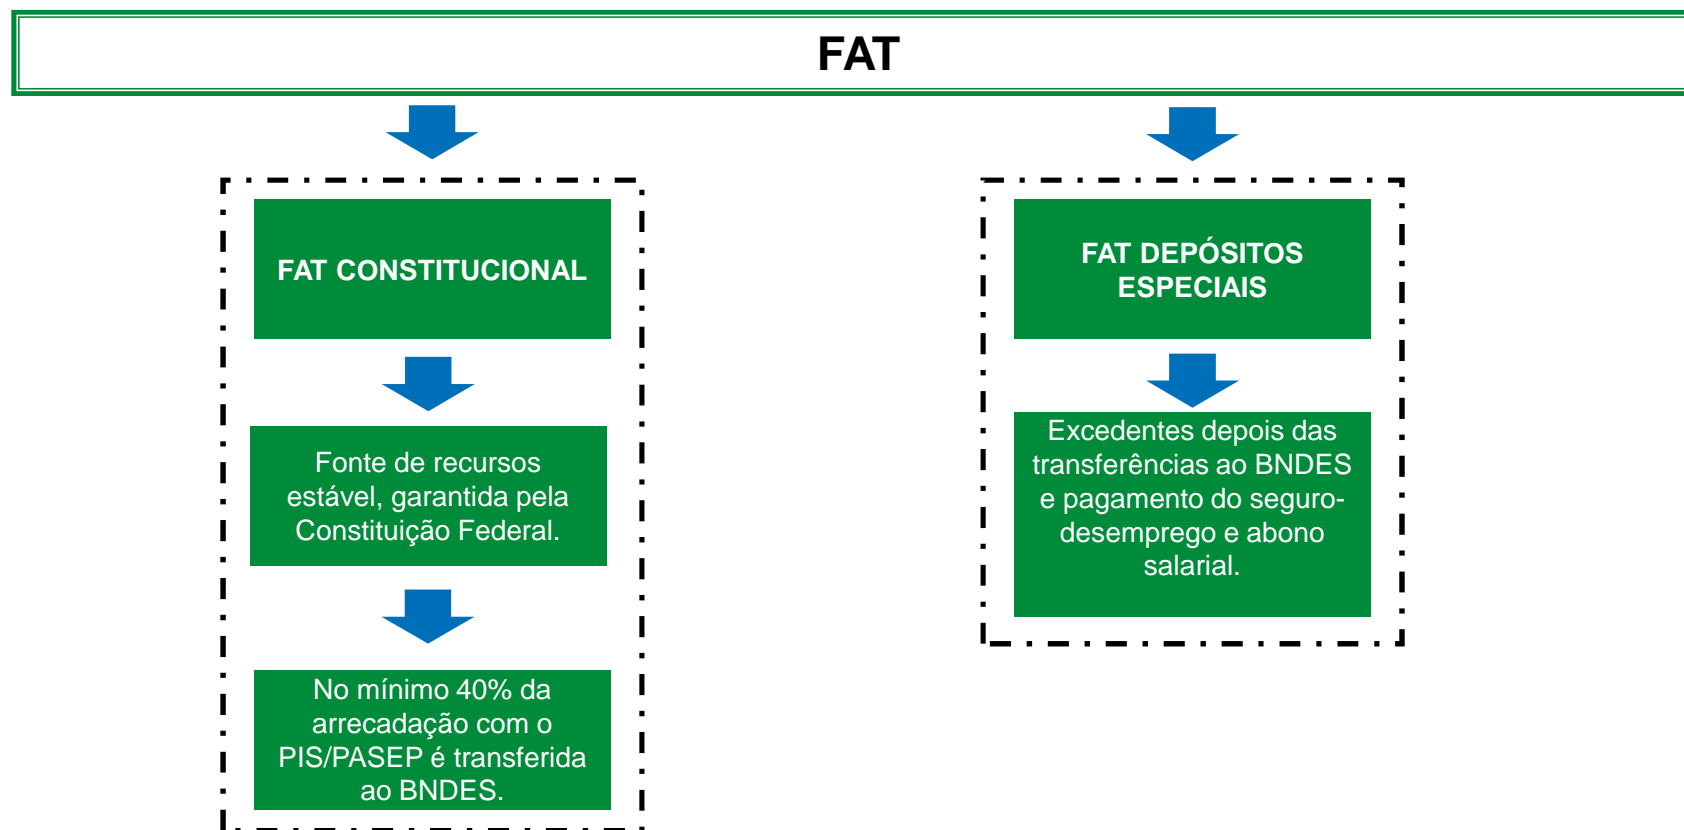 FAT
FAT CONSTITUCIONAL
Fonte de recursos
estável, garantida pela
Constituição Federal.
No mínimo 40% da
arrecadação com o
PIS/PASEP é transferida
ao BNDES.
FAT DEPÓSITOS
ESPECIAIS
Excedentes depois das
transferências ao BNDES
e pagamento do seguro-
desemprego e abono
salarial.